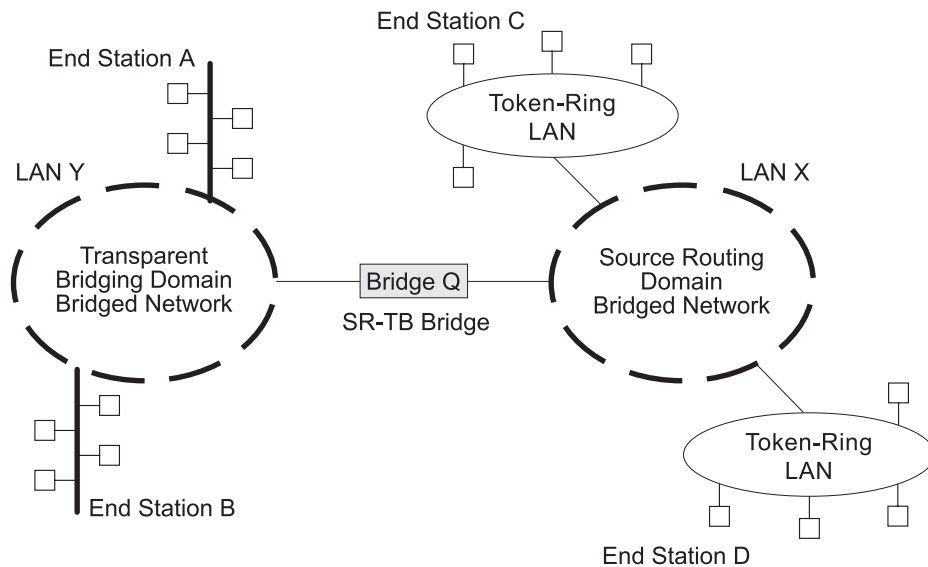 End Station C
End Station A
Token-Ring
LAN
LAN Y
LAN X
Transparent
Bridging Domain
Bridged Network
Bridge Q
SR-TB Bridge
Source Routing
Domain
Bridged Network
Token-Ring
LAN
End Station B
End Station D